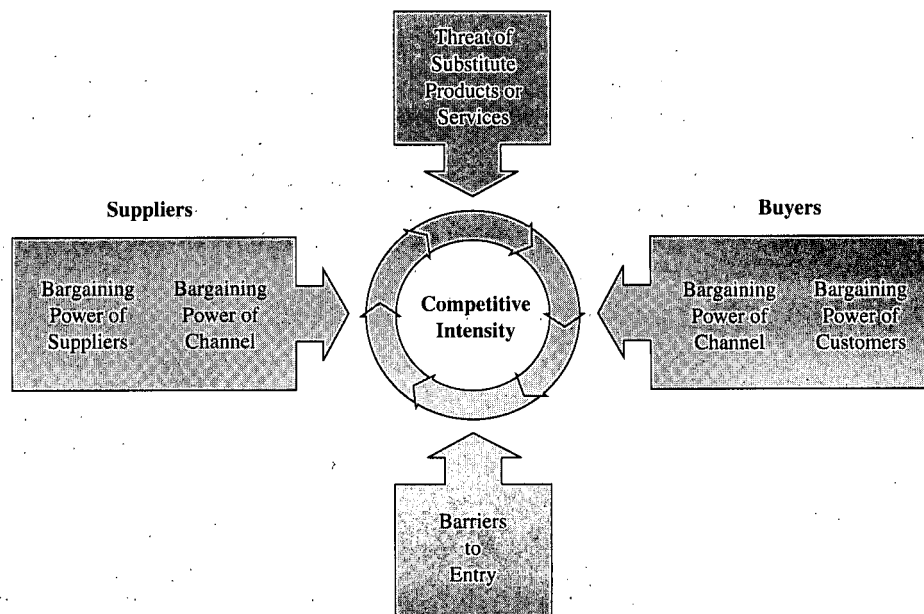 Threat of
Substitute
Products or
Services
Suppliers
Bargaining
Power of
Suppliers
Bargaining
Power of
Channel
Competitive
Intensity
Buyers
Bargaining
Power of
Channel
Bargaining
Power of
Customers
Barriers
to
Entry